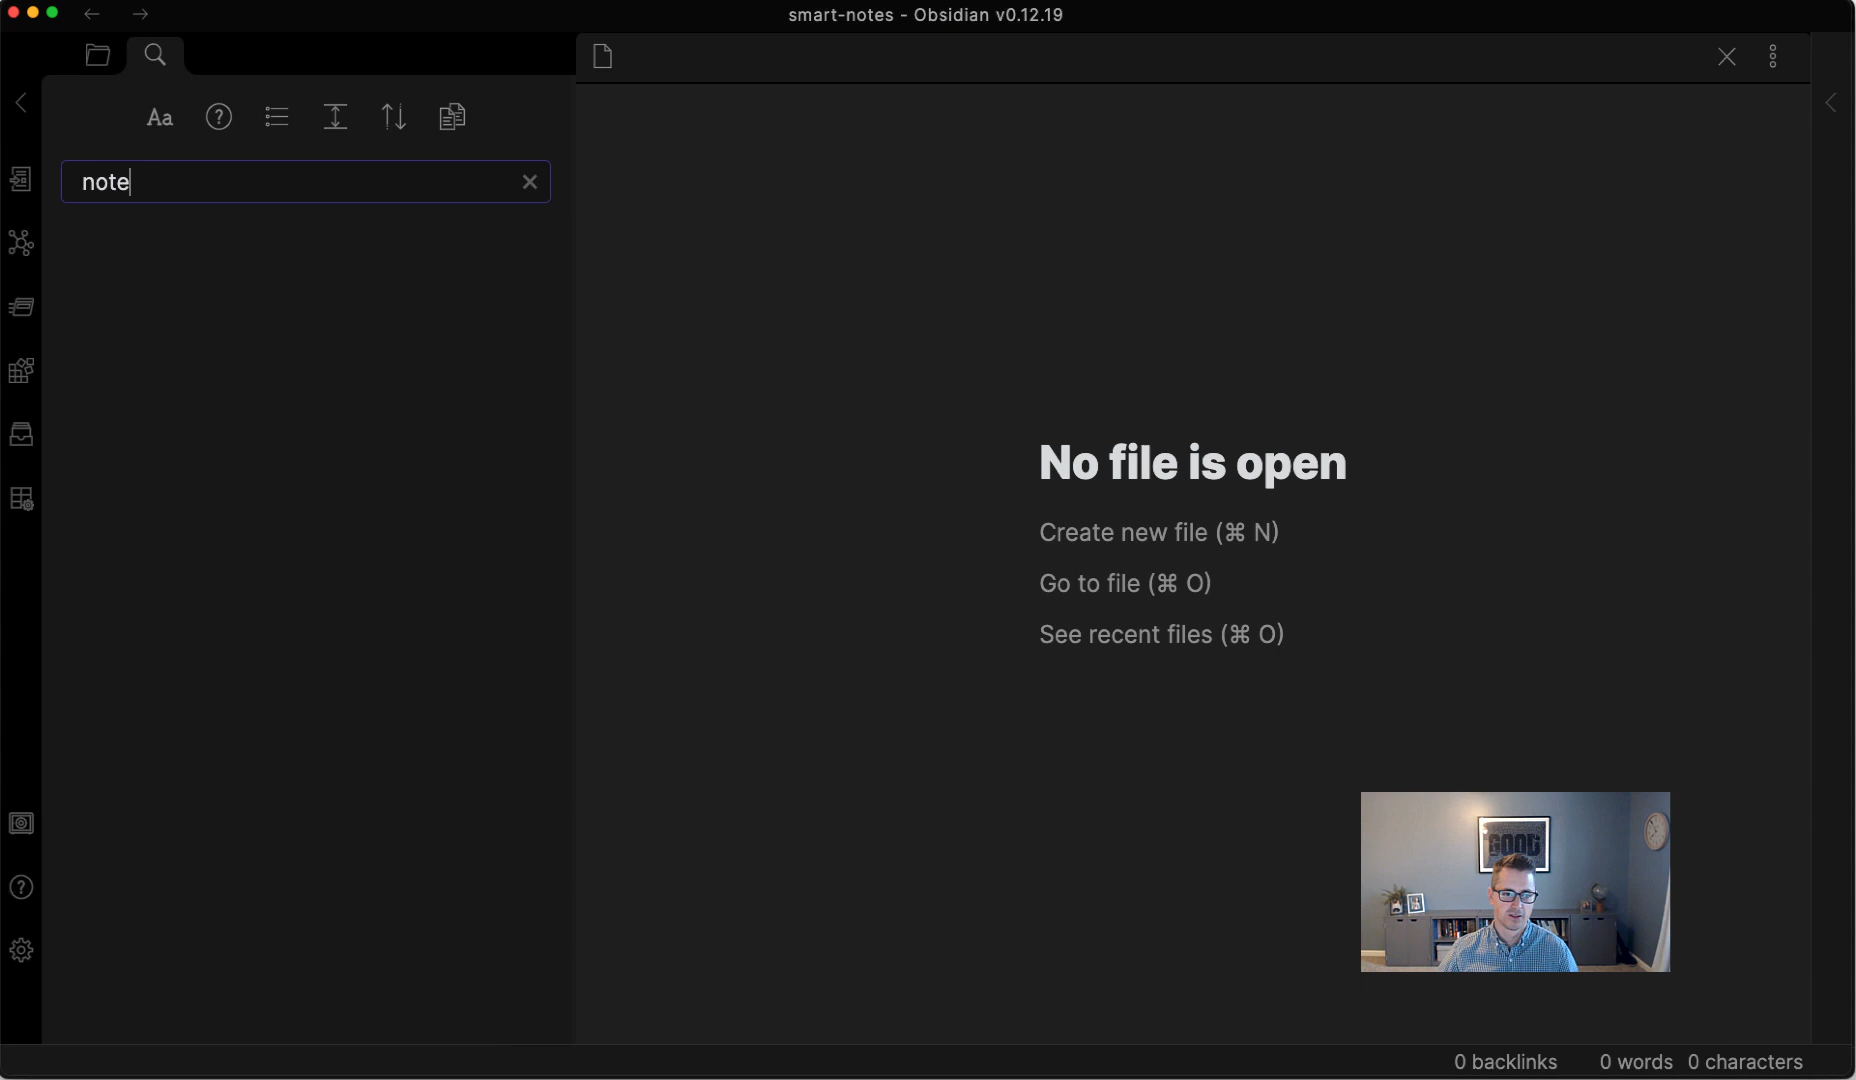 smart-notes - Obsidian v0.12.19
Aa
note
No file is open
Create new file (⌘ N)
Go to file (⌘ O)
See recent files (⌘ O)
GOOD
0 backlinks 0 words 0 characters